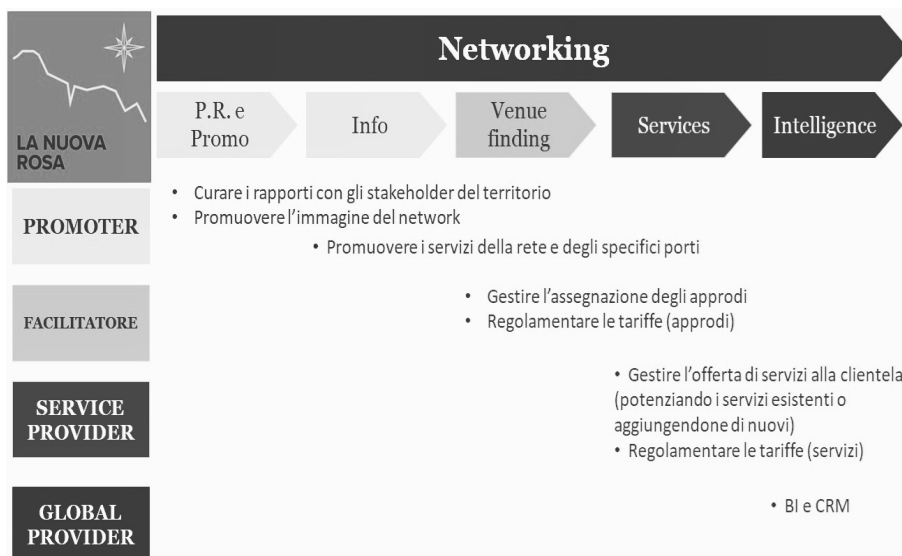 Networking
LA NUOVA
ROSA
P.R. e
Promo
Info
Venue
finding
Services
Intelligence
PROMOTER
• Curare i rapporti con gli stakeholder del territorio
• Promuovere l'immagine del network
• Promuovere i servizi della rete e degli specifici porti
FACILITATORE
• Gestire l'assegnazione degli approdi
• Regolamentare le tariffe (approdi)
SERVICE
PROVIDER
• Gestire l'offerta di servizi alla clientela
(potenziando i servizi esistenti o
aggiungendone di nuovi)
• Regolamentare le tariffe (servizi)
GLOBAL
PROVIDER
• BI e CRM